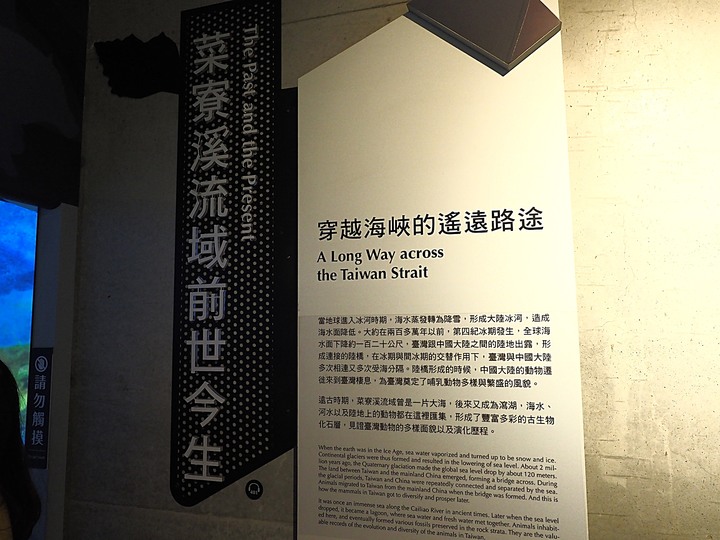 菜寮溪流域前世今生
The Past and the Present
穿越海峽的遙遠路途
A Long Way across
the Taiwan Strait
當地球進入冰河時期，海水蒸發轉為降雪，形成大陸冰河，造成
海水面降低。大約在兩百多萬年以前，第四紀冰期發生，全球海
水面下降約一百二十公尺，臺灣跟中國大陸之間的陸地出露，形
成連接的陸橋，在冰期與間冰期的交替作用下，臺灣與中國大陸
多次相連又多次受海分隔。陸橋形成的時候，中國大陸的動物遷
徙來到臺灣棲息，為臺灣奠定了哺乳動物多樣與繁盛的風貌。
遠古時期，菜寮溪流域曾是一片大海，後來又成為瀉湖，海水、
河水以及陸地上的動物都在這裡匯集，形成了豐富多彩的古生物
化石層，見證臺灣動物的多樣面貌以及演化歷程。
When the earth was in the Ice Age, sea water vaporized and turned up to be snow and ice.
Continental glaciers were thus formed and resulted in the lowering of sea level. About 2 mil-
lion years ago, the Quaternary glaciation made the global sea level drop by about 120 meters.
The land between Taiwan and the mainland China emerged, forming a bridge across. During
the glacial periods, Taiwan and China were repeatedly connected and separated by the sea.
Animals migrated to Taiwan from the mainland China when the bridge was formed. And this is
how the mammals in Taiwan got to diversity and prosper later.
It was once an immense sea along the Cailiao River in ancient times. Later when the sea level
dropped, it became a lagoon, where sea water and fresh water met together. Animals inhabit-
ed here, and eventually formed various fossils preserved in the rock strata. They are the valu-
able records of the evolution and diversity of the animals in Taiwan.
請勿觸摸